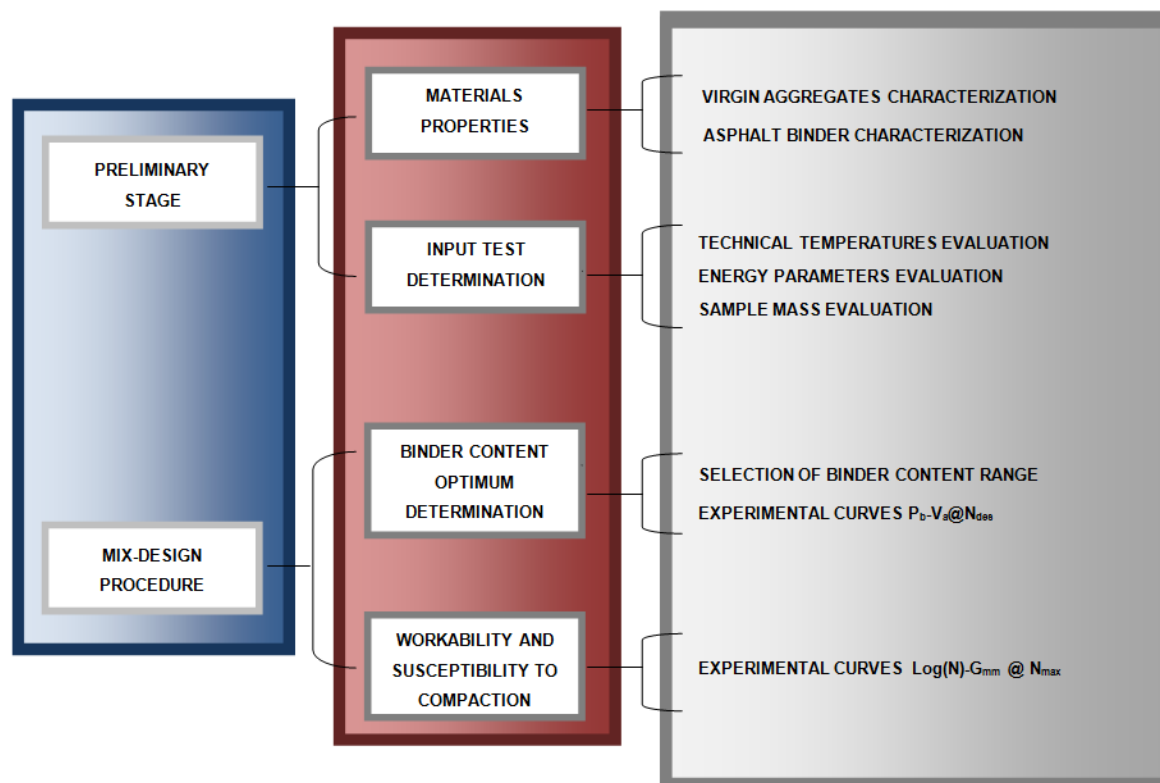 PRELIMINARY
STAGE
MATERIALS
PROPERTIES
VIRGIN AGGREGATES CHARACTERIZATION
ASPHALT BINDER CHARACTERIZATION
INPUT TEST
DETERMINATION
TECHNICAL TEMPERATURES EVALUATION
ENERGY PARAMETERS EVALUATION
SAMPLE MASS EVALUATION
MIX-DESIGN
PROCEDURE
BINDER CONTENT
OPTIMUM
DETERMINATION
SELECTION OF BINDER CONTENT RANGE
EXPERIMENTAL CURVES Pb-Va@Ndes
WORKABILITY AND
SUSCEPTIBILITY TO
COMPACTION
EXPERIMENTAL CURVES Log(N)-Gmm @ Nmax